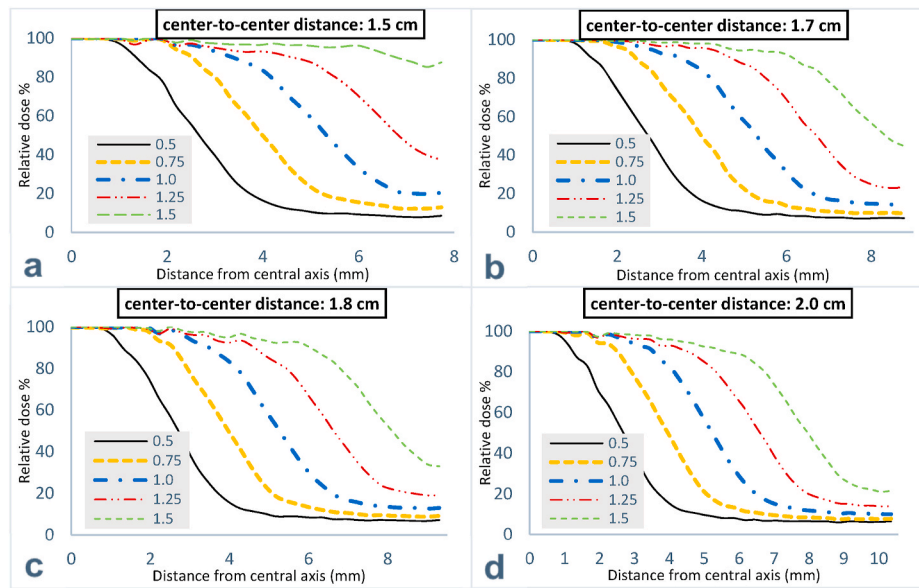 center-to-center distance: 1.5 cm
Relative dose %
100
80
60
40
20
0
0.5
0.75
1.0
1.25
1.5
0 2 4 6 8
Distance from central axis (mm)
a
center-to-center distance: 1.7 cm
Relative dose %
100
80
60
40
20
0
0.5
0.75
1.0
1.25
1.5
0 2 4 6 8
Distance from central axis (mm)
b
center-to-center distance: 1.8 cm
Relative dose %
100
80
60
40
20
0
0.5
0.75
1.0
1.25
1.5
0 2 4 6 8
Distance from central axis (mm)
c
center-to-center distance: 2.0 cm
Relative dose %
100
80
60
40
20
0
0.5
0.75
1.0
1.25
1.5
0 1 2 3 4 5 6 7 8 9 10
Distance from central axis (mm)
d